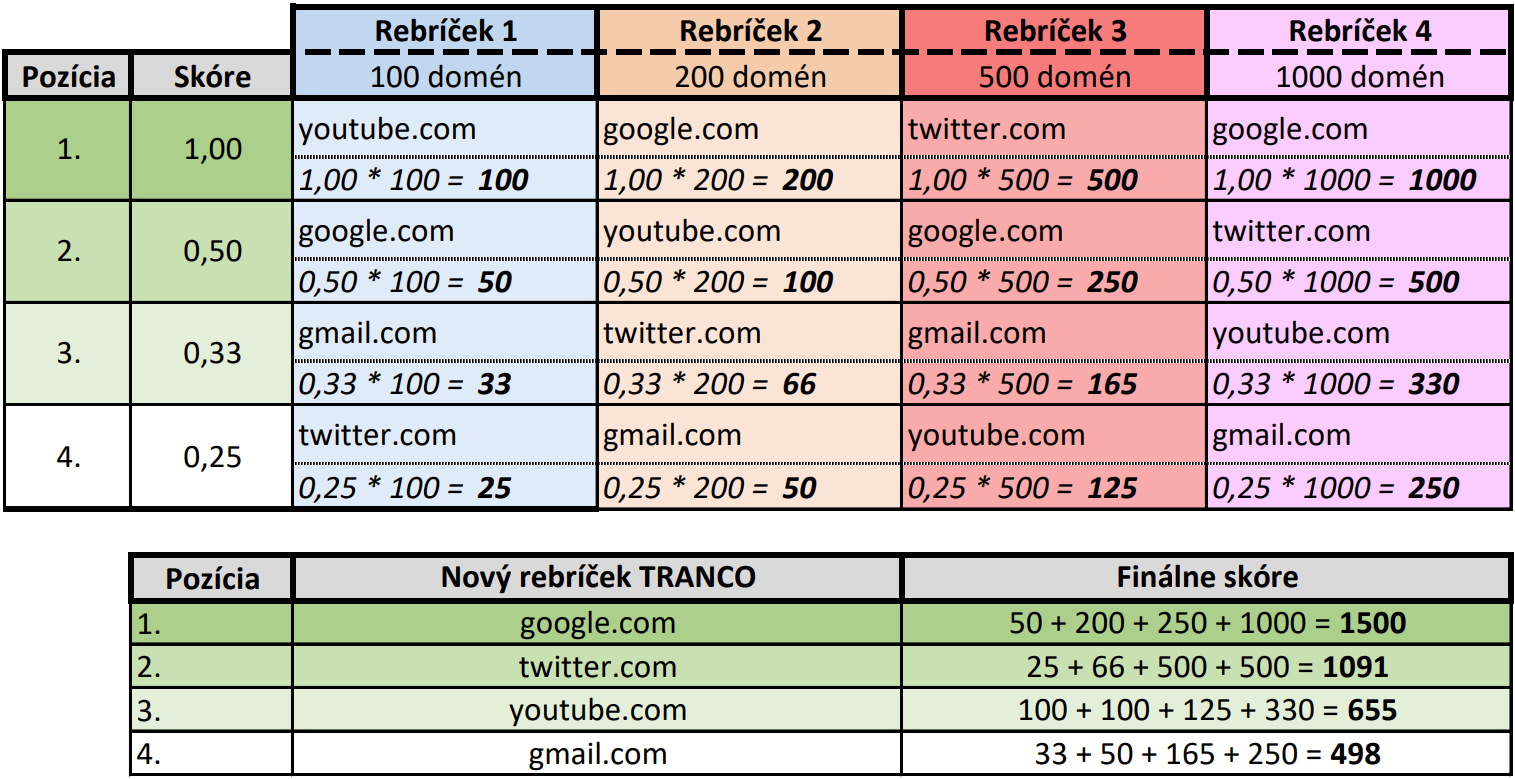 Rebríček 1 Rebríček 2 Rebríček 3 Rebríček 4
Pozícia Skóre 100 domén 200 domén 500 domén 1000 domén
youtube.com google.com twitter.com google.com
1. 1,00
1,00 * 100 = 100 1,00 * 200 = 200 1,00 * 500 = 500 1,00 * 1000 = 1000
google.com youtube.com google.com twitter.com
2. 0,50
0,50 * 100 = 50 0,50 * 200 = 100 0,50 * 500 = 250 0,50 * 1000 = 500
gmail.com twitter.com gmail.com youtube.com
3. 0,33
0,33 * 100 = 33 0,33 * 200 = 66 0,33 * 500 = 165 0,33 * 1000 = 330
twitter.com gmail.com youtube.com gmail.com
4. 0,25
0,25 * 100 = 25 0,25 * 200 = 50 0,25 * 500 = 125 0,25 * 1000 = 250
Pozícia Nový rebríček TRANCO Finálne skóre
1. google.com 50 + 200 + 250 + 1000 = 1500
2. twitter.com 25 + 66 + 500 + 500 = 1091
3. youtube.com 100 + 100 + 125 + 330 = 655
4. gmail.com 33 + 50 + 165 + 250 = 498